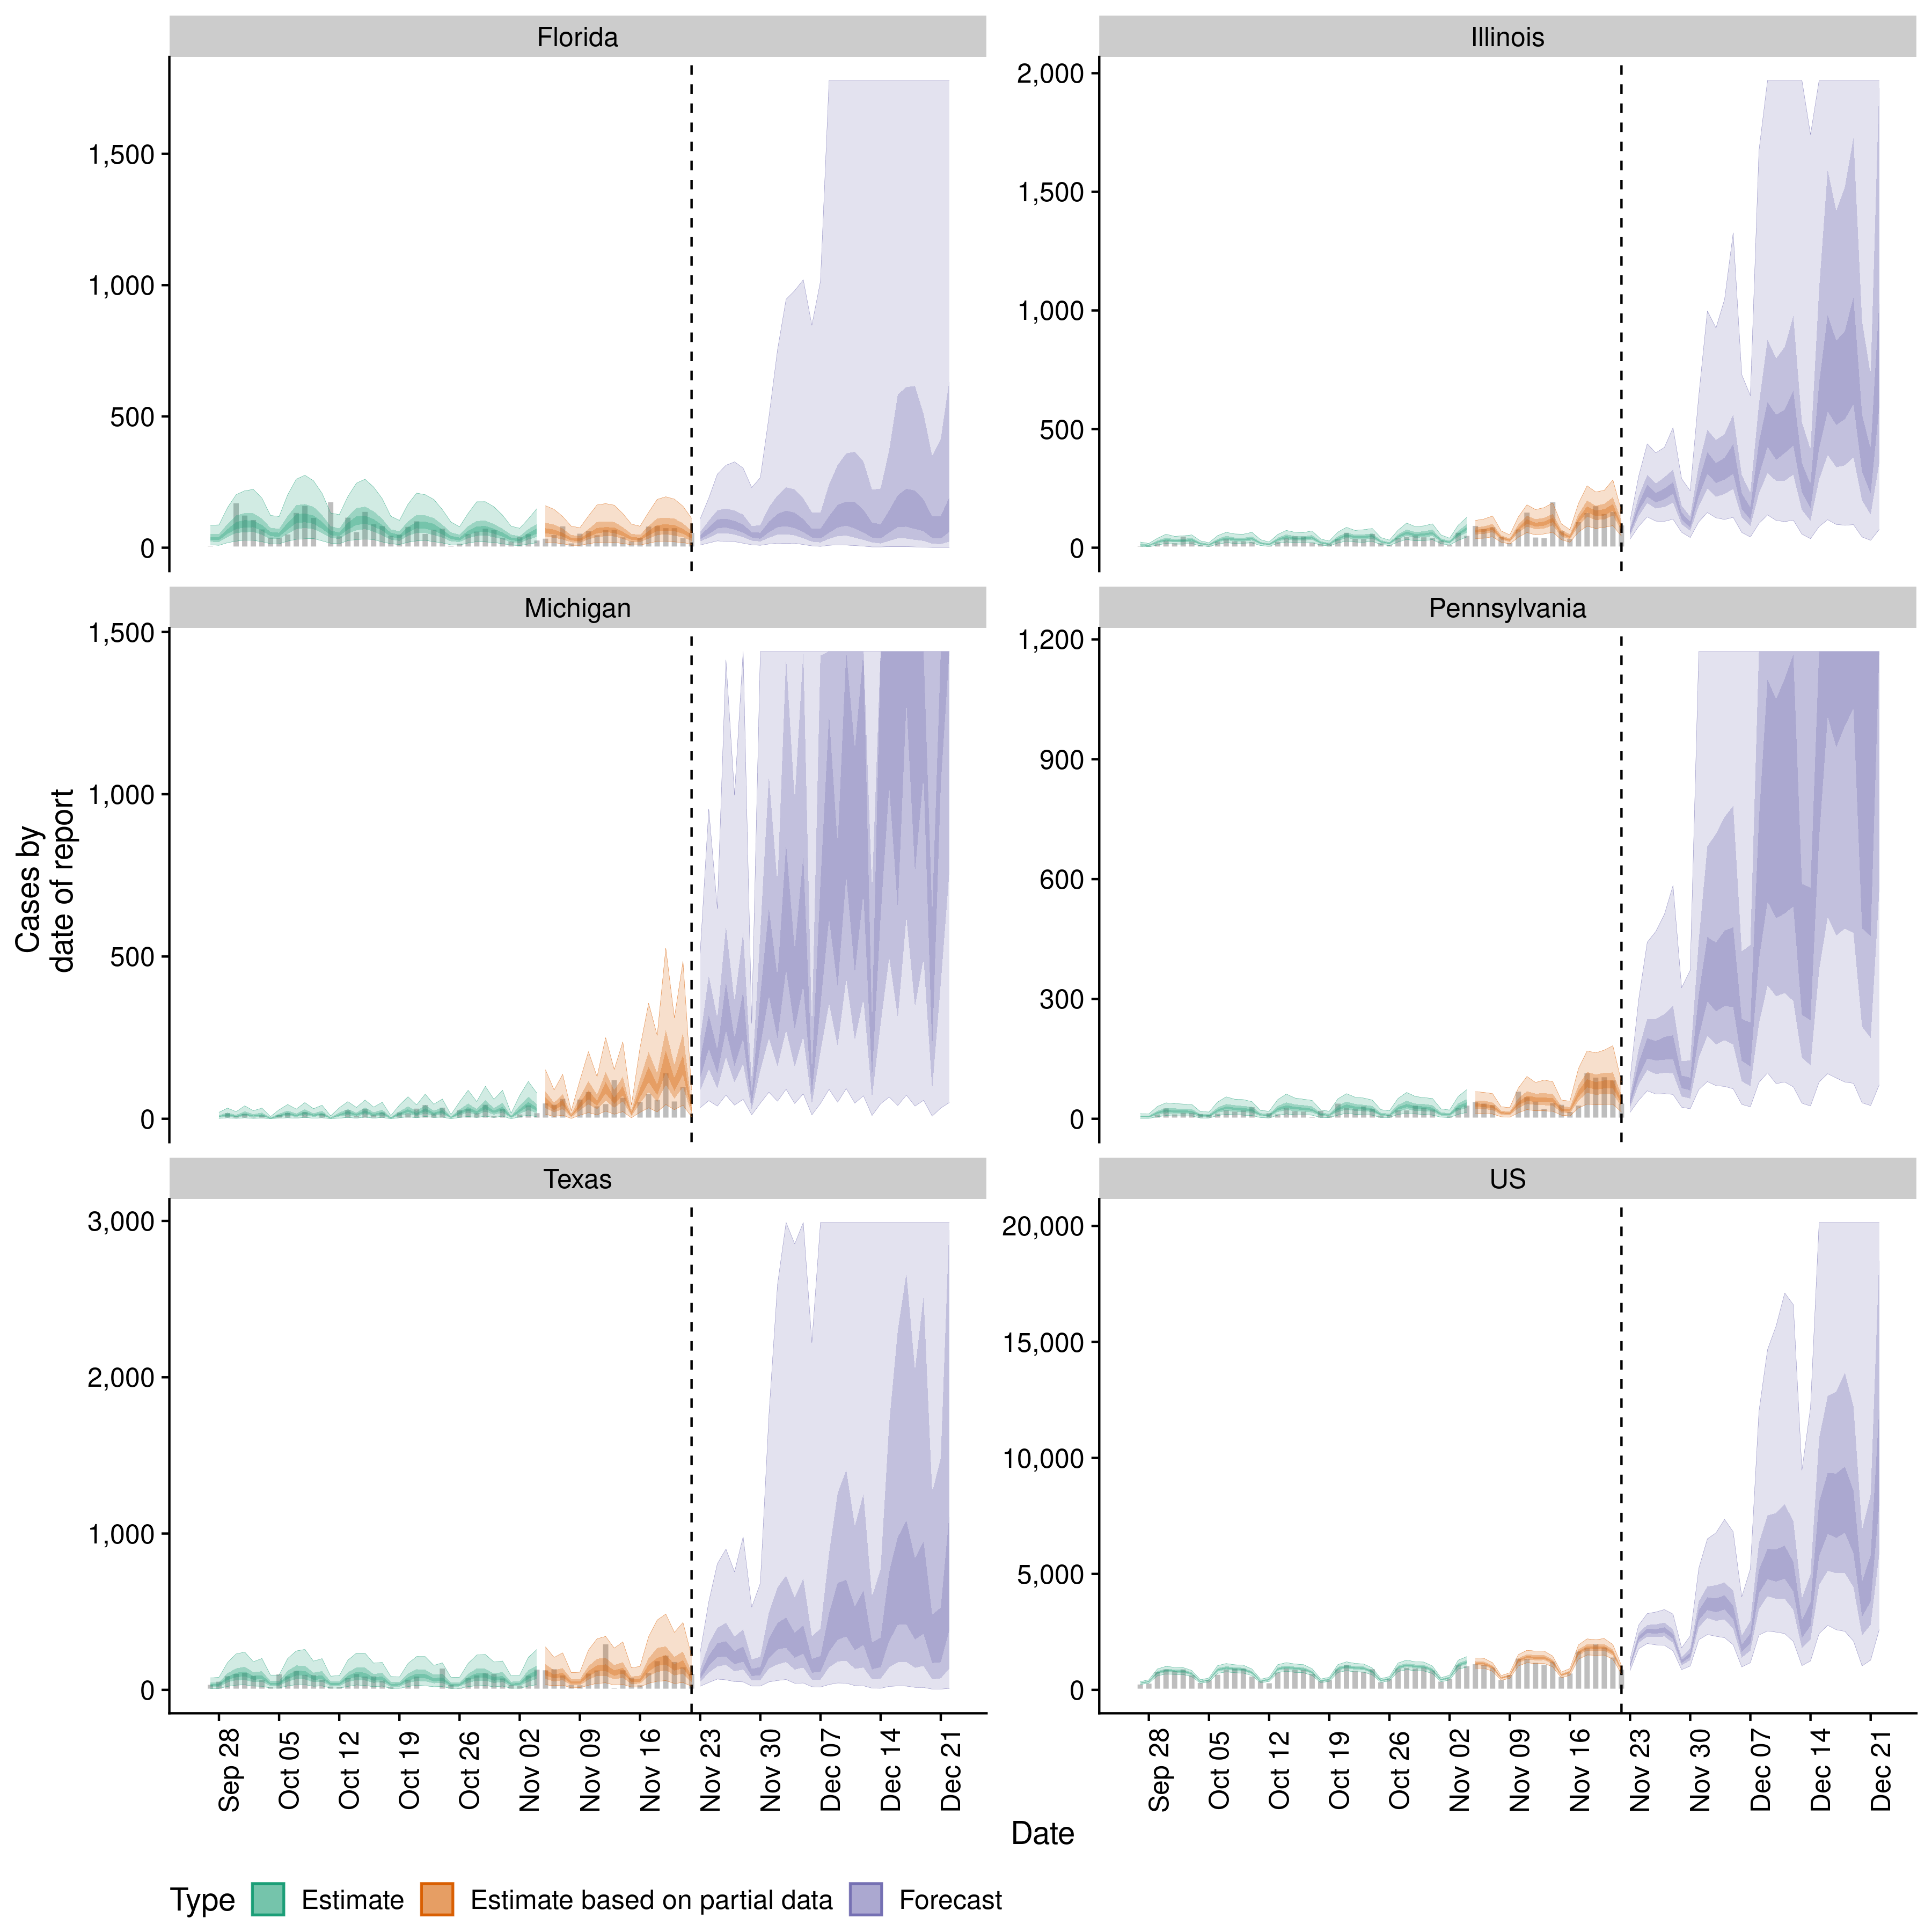 Florida
Illinois
1,500
1,000
500
0
2,000
1,500
1,000
500
0
Michigan
Pennsylvania
1,500
1,000
500
0
1,200
900
600
300
0
Cases by
date of report
Texas
US
3,000
2,000
1,000
0
20,000
15,000
10,000
5,000
0
Sep 28
Oct 05
Oct 12
Oct 19
Oct 26
Nov 02
Nov 09
Nov 16
Nov 23
Nov 30
Dec 07
Dec 14
Dec 21
Sep 28
Oct 05
Oct 12
Oct 19
Oct 26
Nov 02
Nov 09
Nov 16
Nov 23
Nov 30
Dec 07
Dec 14
Dec 21
Date
Type Estimate Estimate based on partial data Forecast